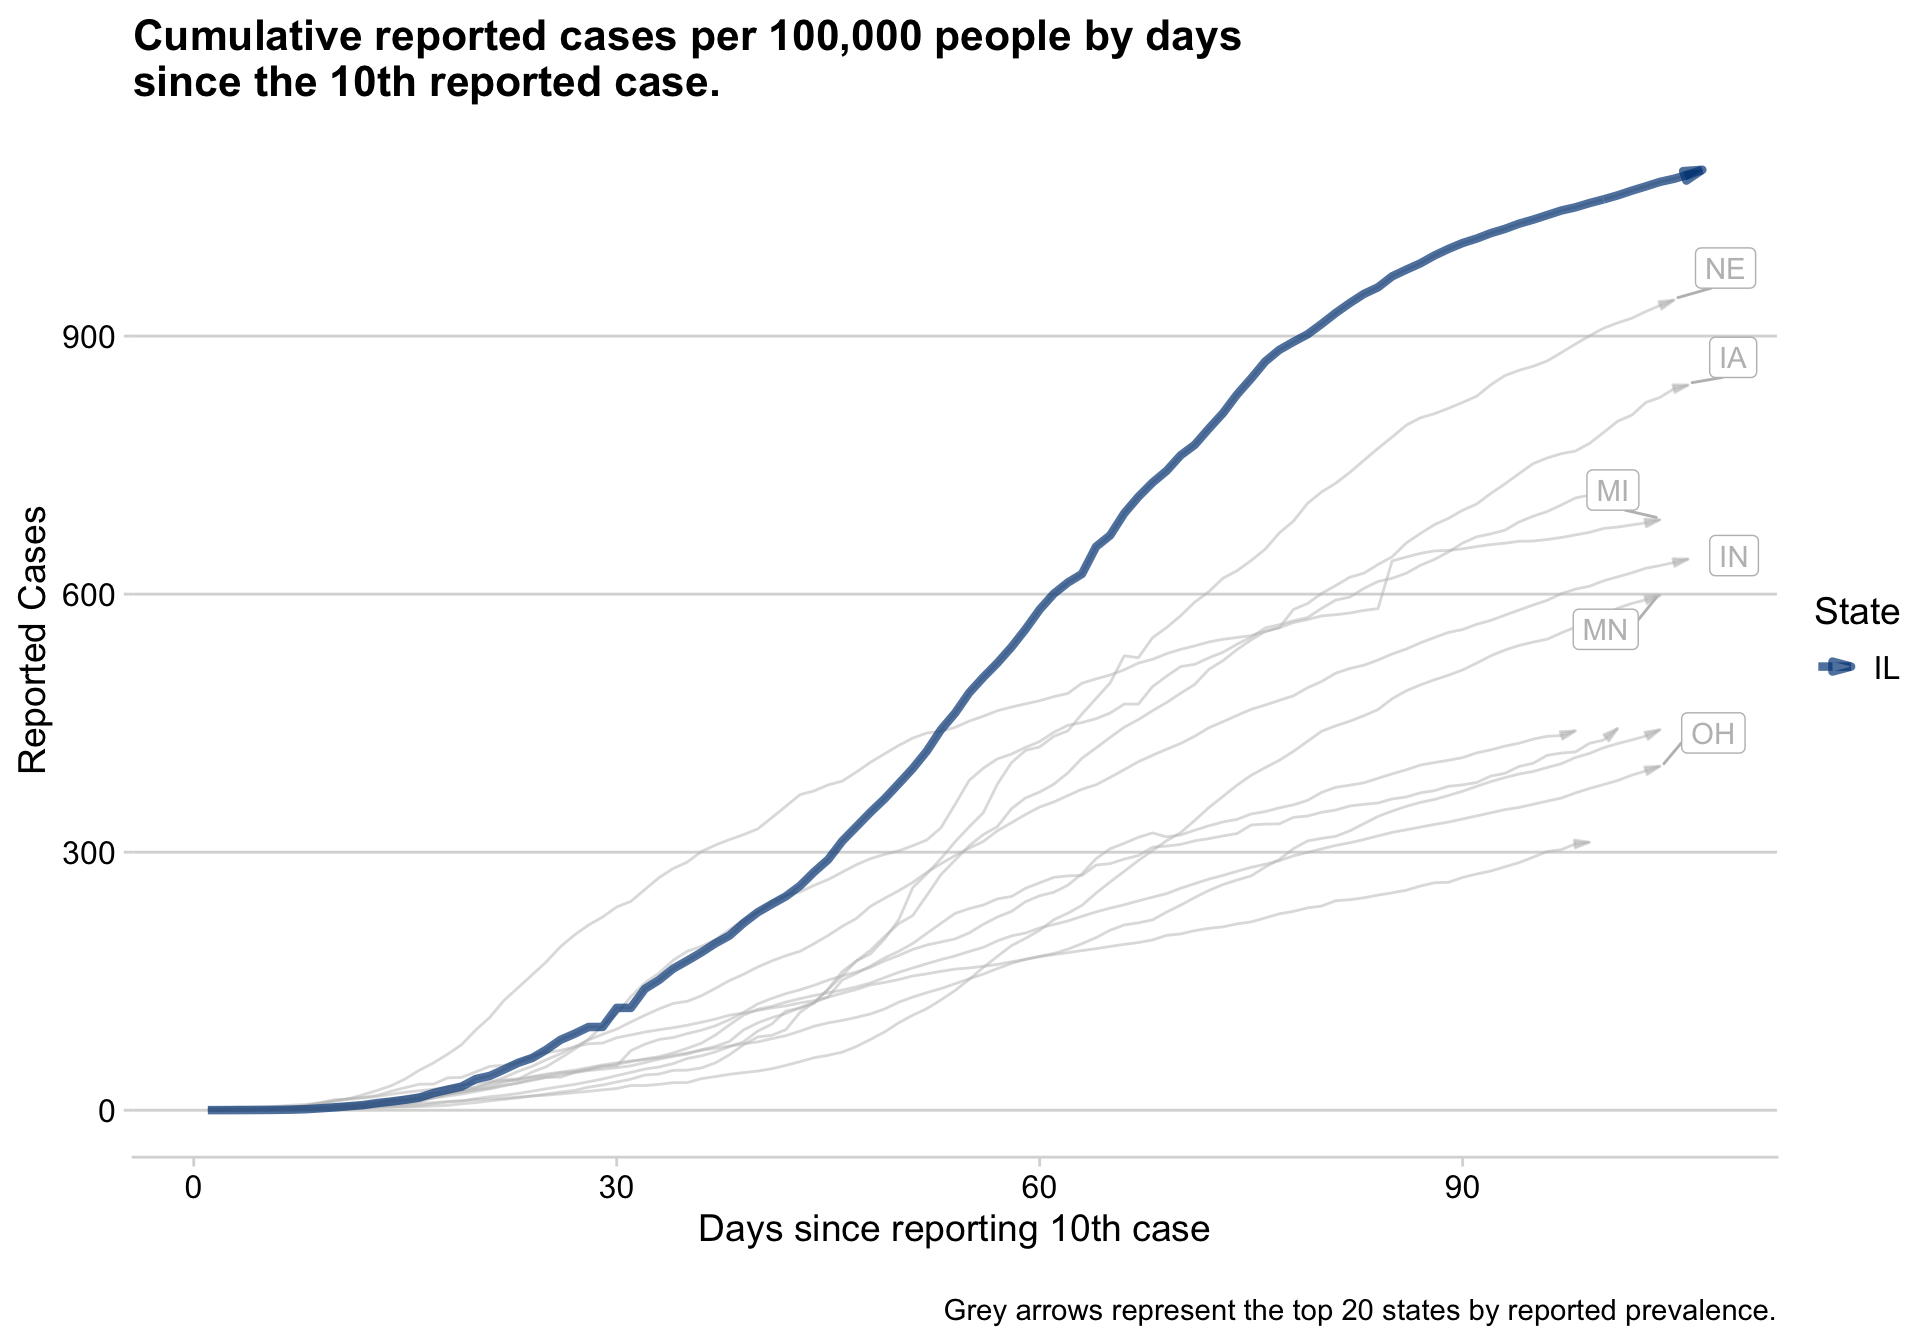 Cumulative reported cases per 100,000 people by days
since the 10th reported case.
NE
900
IA
MI
IN
Reported Cases
600
State
MN
IL
OH
300
0
0 30 60 90
Days since reporting 10th case
Grey arrows represent the top 20 states by reported prevalence.